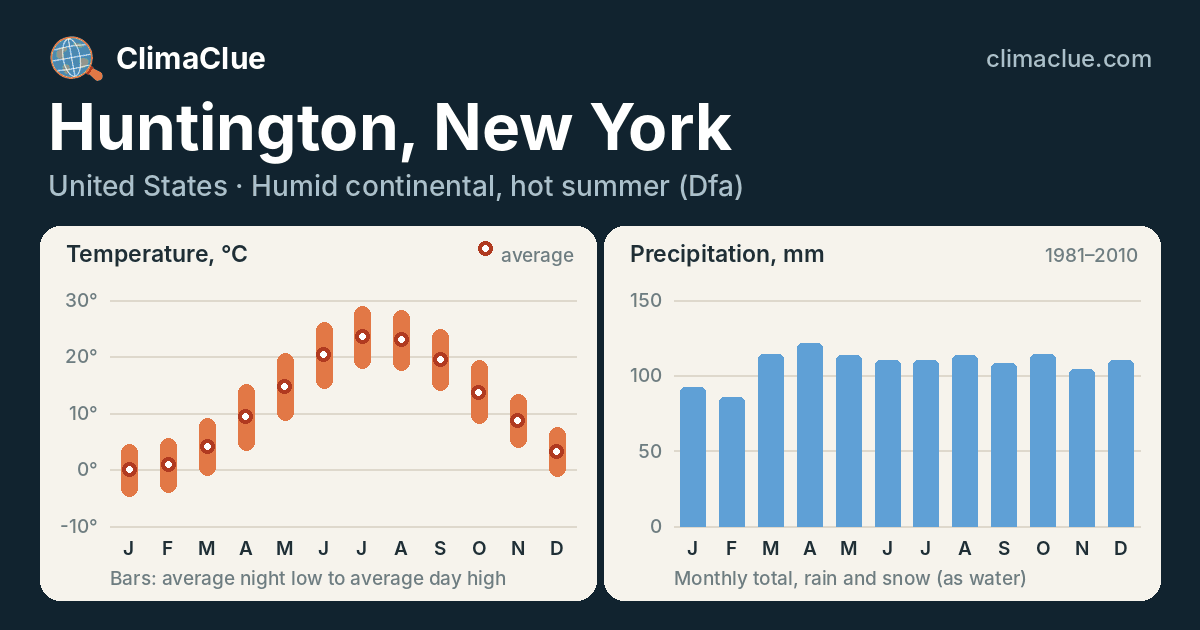 ClimaClue
climaclue.com
Huntington, New York
United States · Humid continental, hot summer (Dfa)
Temperature, °C
average
30°
20°
10°
0°
-10°
J F M A M J J A S O N D
Bars: average night low to average day high
Precipitation, mm
1981–2010
150
100
50
0
J F M A M J J A S O N D
Monthly total, rain and snow (as water)